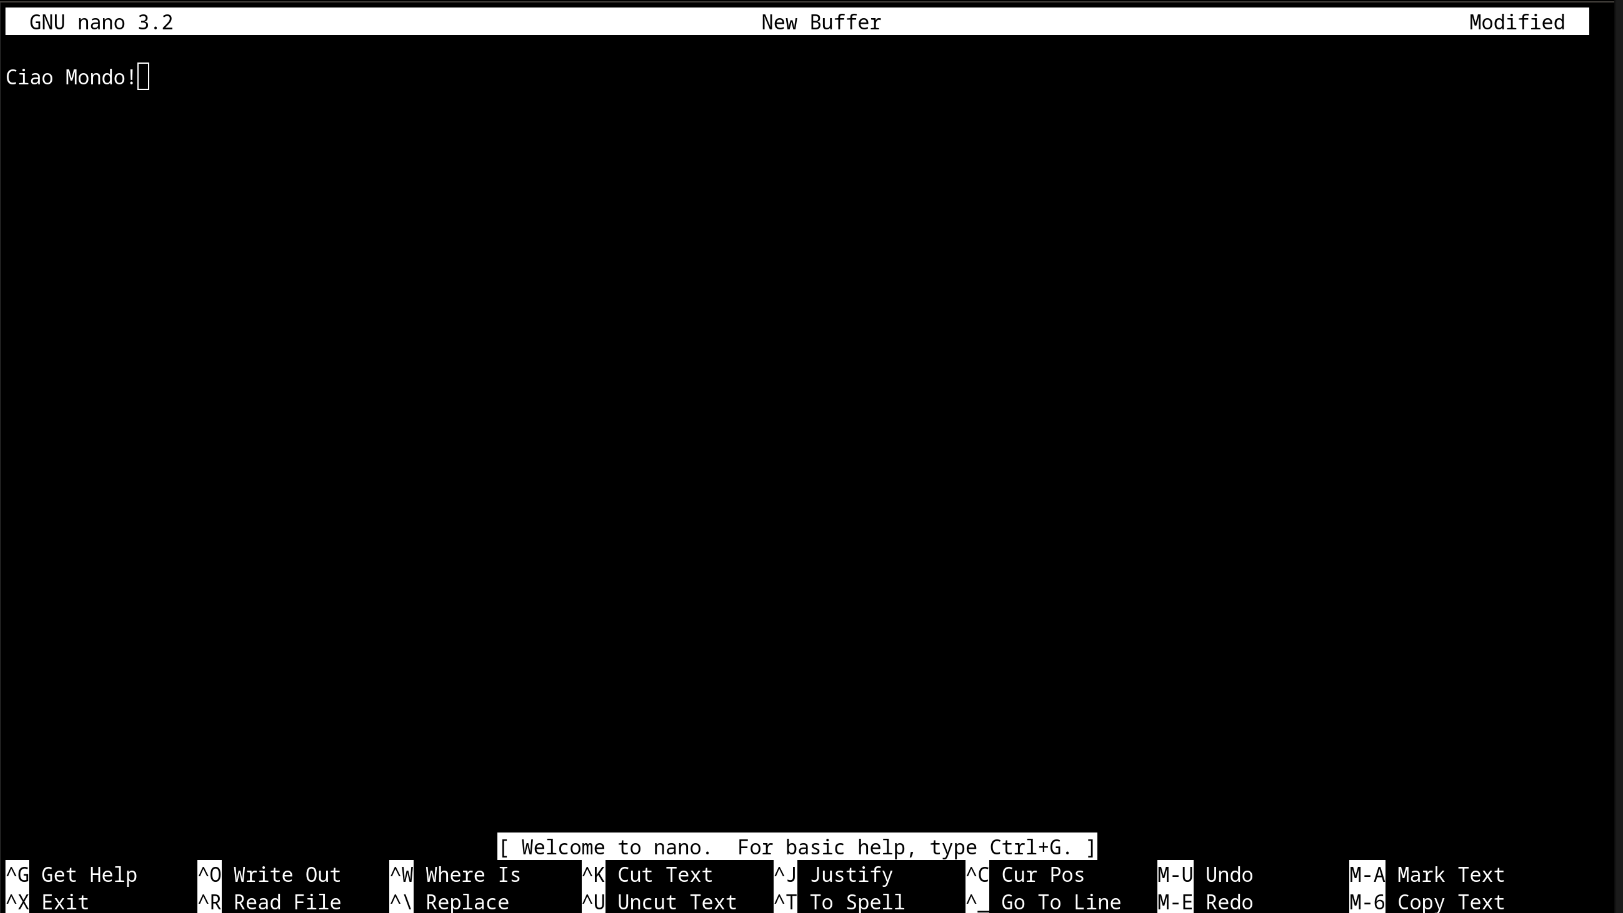 GNU nano 3.2 New Buffer Modified
Ciao Mondo!
[ Welcome to nano.  For basic help, type Ctrl+G. ]
^G Get Help ^O Write Out ^W Where Is ^K Cut Text ^J Justify ^C Cur Pos M-U Undo M-A Mark Text
^X Exit ^R Read File ^\ Replace ^U Uncut Text ^T To Spell ^_ Go To Line M-E Redo M-6 Copy Text